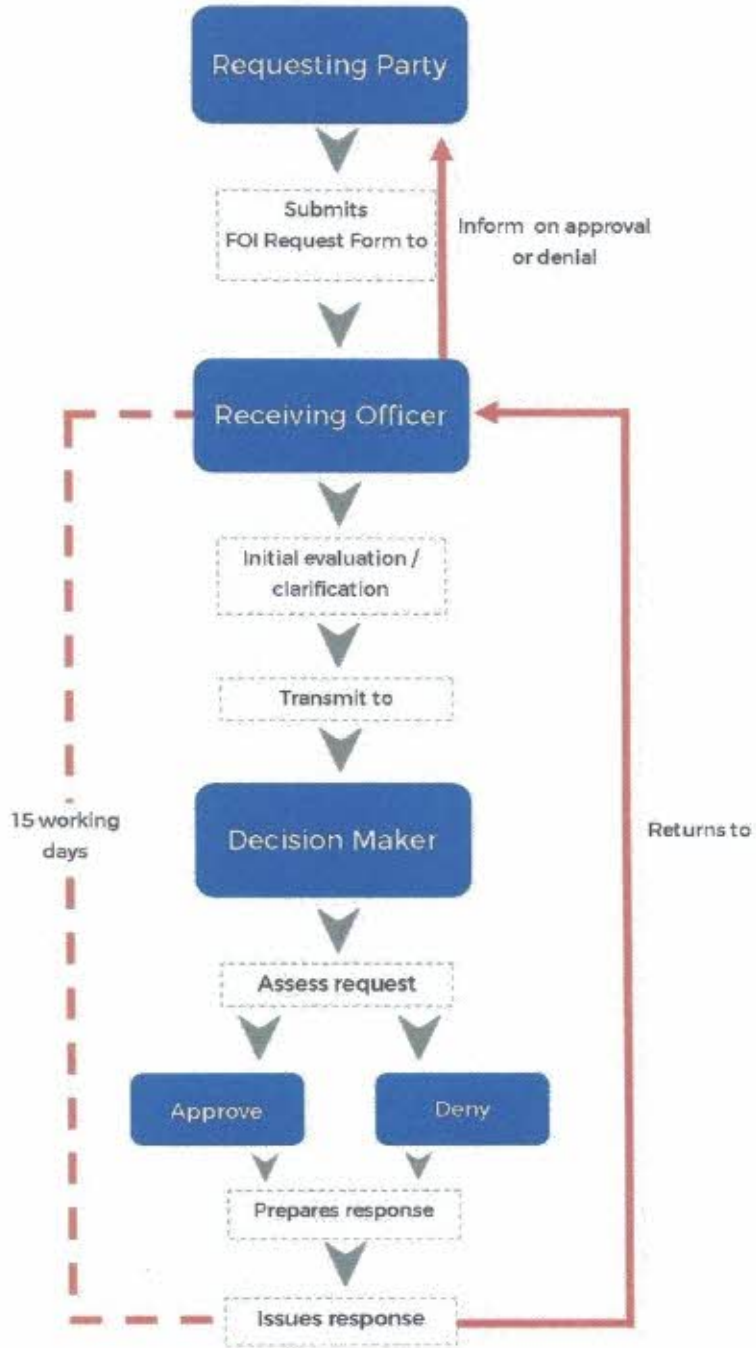 Requesting Party
Submits
FOI Request Form to
Inform on approval
or denial
Receiving Officer
Initial evaluation /
clarification
Transmit to
15 working
days
Decision Maker
Returns to
Assess request
Approve
Deny
Prepares response
Issues response